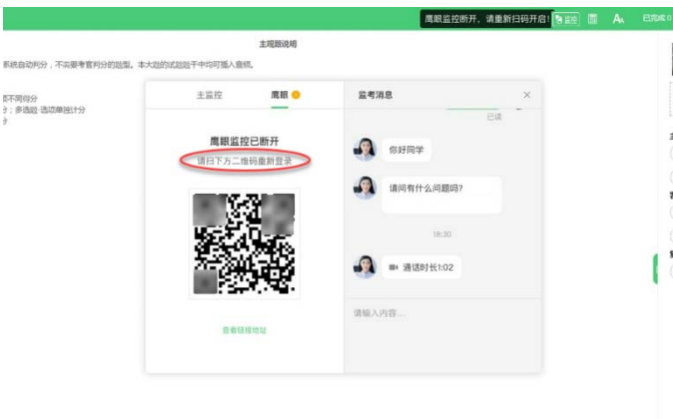 鹰眼监控断开，请重新扫码开启！
监控
已完成 0
主观题说明
系统自动判分，不需要考官判分的题型。本大题的试题题干中均可插入音频。
主监控
鹰眼
监考消息
鹰眼监控已断开
请扫下方二维码重新登录
查看链接地址
已读
你好同学
请问有什么问题吗？
18:30
通话时长1:02
请输入内容...